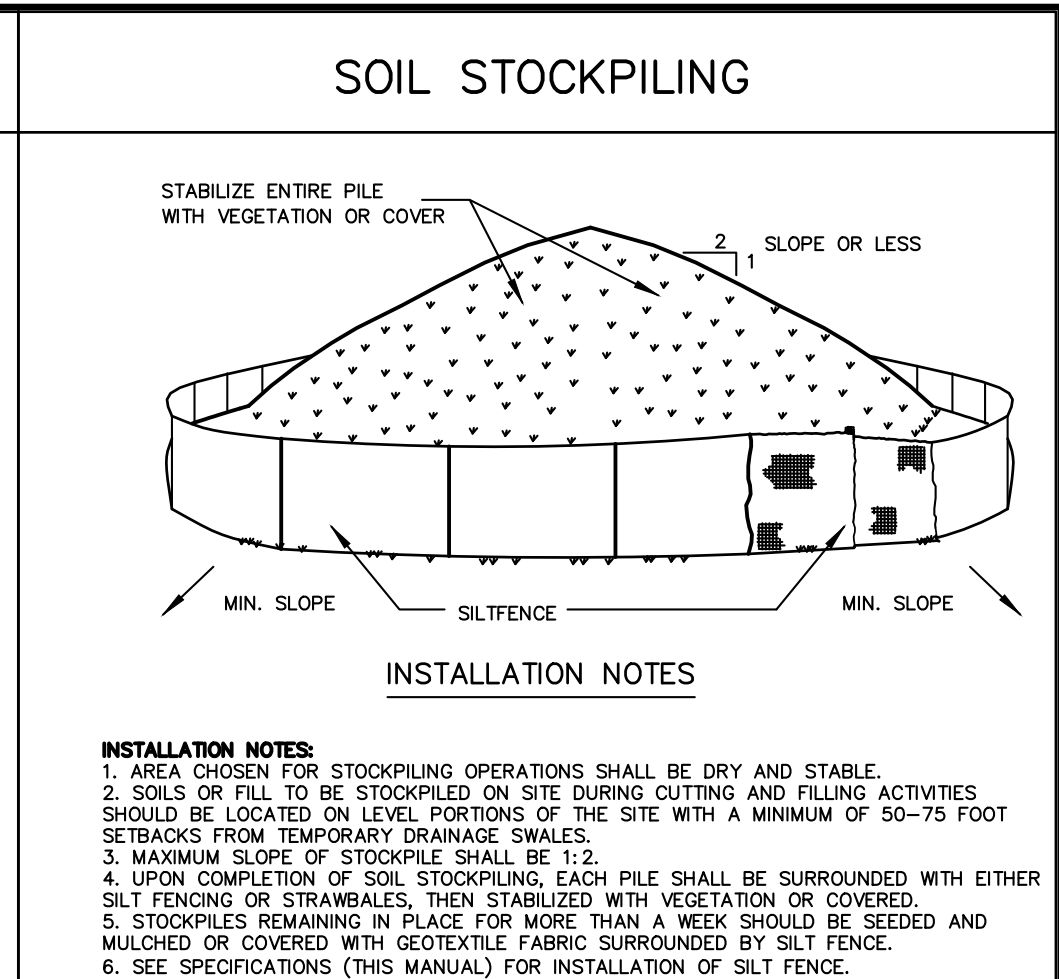 SOIL STOCKPILING
STABILIZE ENTIRE PILE
WITH VEGETATION OR COVER
2
1
SLOPE OR LESS
MIN. SLOPE
SILTFENCE
MIN. SLOPE
INSTALLATION NOTES
INSTALLATION NOTES:
1. AREA CHOSEN FOR STOCKPILING OPERATIONS SHALL BE DRY AND STABLE.
2. SOILS OR FILL TO BE STOCKPILED ON SITE DURING CUTTING AND FILLING ACTIVITIES
SHOULD BE LOCATED ON LEVEL PORTIONS OF THE SITE WITH A MINIMUM OF 50-75 FOOT
SETBACKS FROM TEMPORARY DRAINAGE SWALES.
3. MAXIMUM SLOPE OF STOCKPILE SHALL BE 1:2.
4. UPON COMPLETION OF SOIL STOCKPILING, EACH PILE SHALL BE SURROUNDED WITH EITHER
SILT FENCING OR STRAWBALES, THEN STABILIZED WITH VEGETATION OR COVERED.
5. STOCKPILES REMAINING IN PLACE FOR MORE THAN A WEEK SHOULD BE SEEDED AND
MULCHED OR COVERED WITH GEOTEXTILE FABRIC SURROUNDED BY SILT FENCE.
6. SEE SPECIFICATIONS (THIS MANUAL) FOR INSTALLATION OF SILT FENCE.